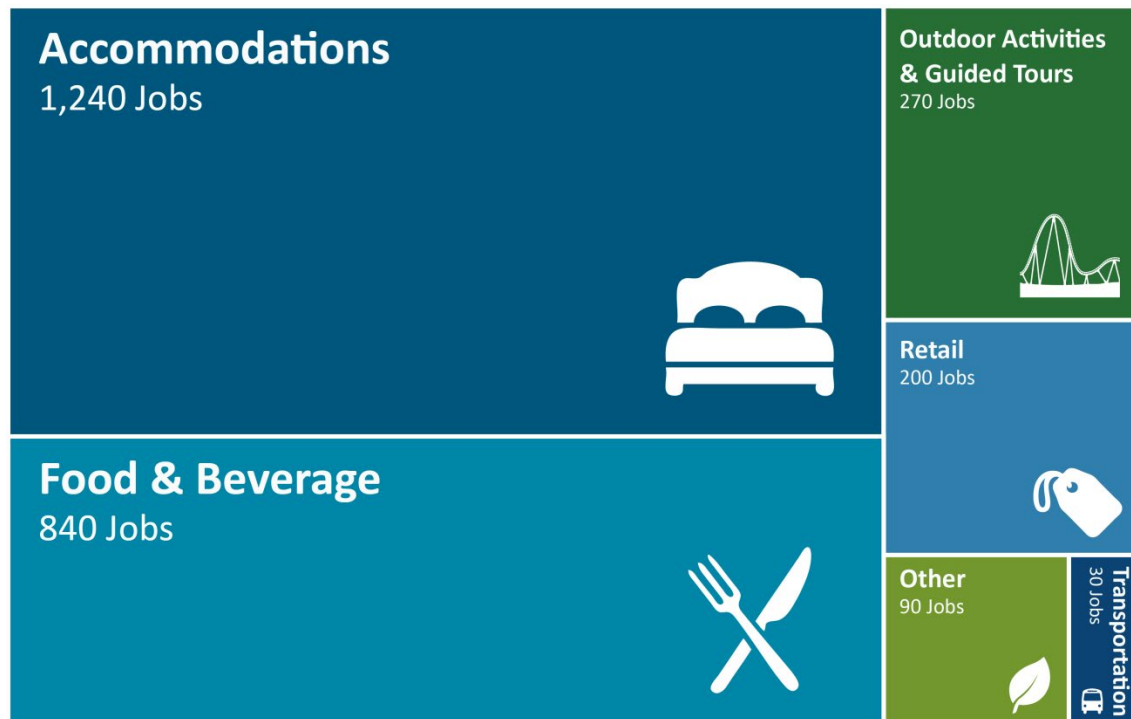 Accommodations
1,240 Jobs
Outdoor Activities
& Guided Tours
270 Jobs
Retail
200 Jobs
Food & Beverage
840 Jobs
Other
90 Jobs
Transportation
30 Jobs